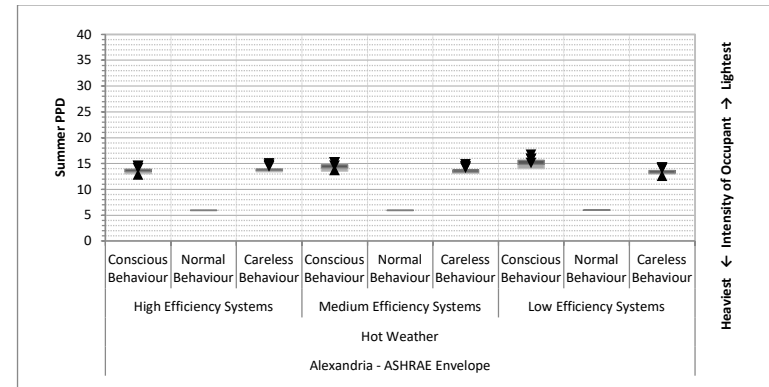 Summer PPD
40
35
30
25
20
15
10
5
0
Conscious Behaviour
Normal Behaviour
Careless Behaviour
Conscious Behaviour
Normal Behaviour
Careless Behaviour
Conscious Behaviour
Normal Behaviour
Careless Behaviour
High Efficiency Systems
Medium Efficiency Systems
Low Efficiency Systems
Hot Weather
Alexandria - ASHRAE Envelope
Heaviest ← Intensity of Occupant → Lightest